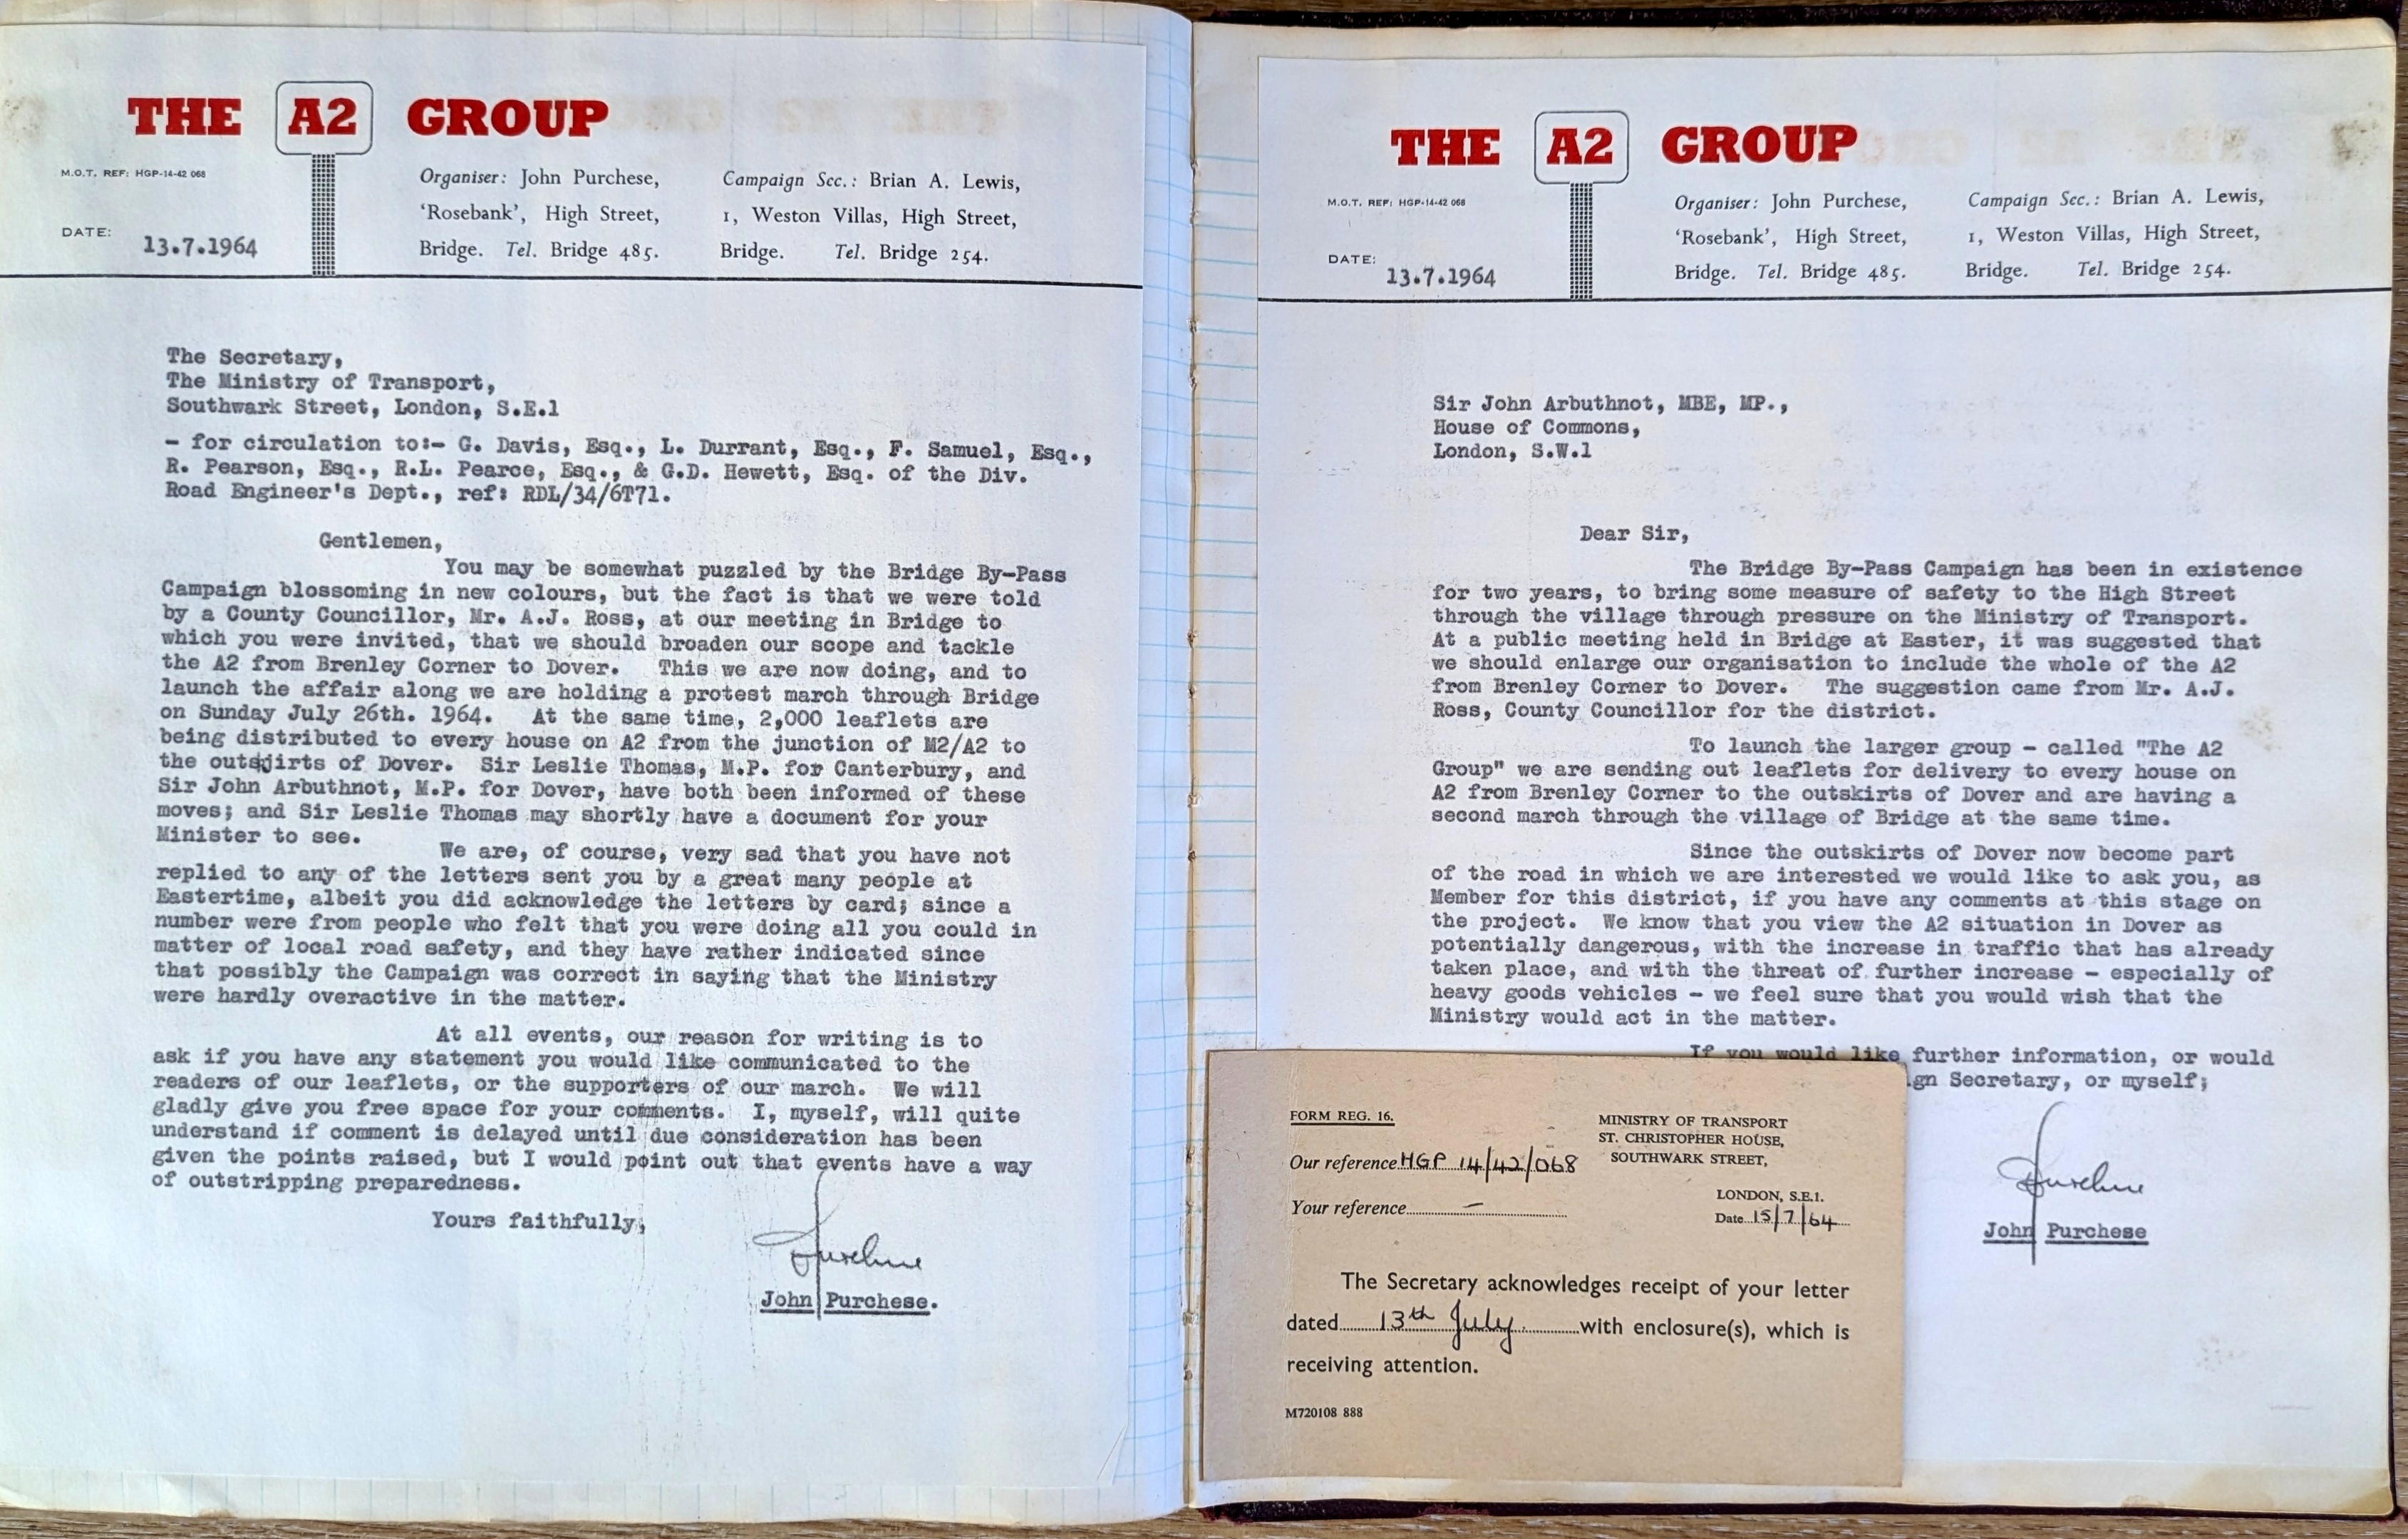 THE A2 GROUP
M.O.T. REF: HGP-14-42 068
DATE: 13.7.1964
Organiser: John Purchese,
'Rosebank', High Street,
Bridge. Tel. Bridge 485.
Campaign Sec.: Brian A. Lewis,
1, Weston Villas, High Street,
Bridge. Tel. Bridge 254.
The Secretary,
The Ministry of Transport,
Southwark Street, London, S.E.1
- for circulation to:- G. Davis, Esq., L. Durrant, Esq., F. Samuel, Esq.,
R. Pearson, Esq., R.L. Pearce, Esq., & G.D. Hewett, Esq. of the Div.
Road Engineer's Dept., ref: RDL/34/6T71.
Gentlemen,
You may be somewhat puzzled by the Bridge By-Pass
Campaign blossoming in new colours, but the fact is that we were told
by a County Councillor, Mr. A.J. Ross, at our meeting in Bridge to
which you were invited, that we should broaden our scope and tackle
the A2 from Brenley Corner to Dover. This we are now doing, and to
launch the affair along we are holding a protest march through Bridge
on Sunday July 26th. 1964. At the same time, 2,000 leaflets are
being distributed to every house on A2 from the junction of M2/A2 to
the outskirts of Dover. Sir Leslie Thomas, M.P. for Canterbury, and
Sir John Arbuthnot, M.P. for Dover, have both been informed of these
moves; and Sir Leslie Thomas may shortly have a document for your
Minister to see.
We are, of course, very sad that you have not
replied to any of the letters sent you by a great many people at
Eastertime, albeit you did acknowledge the letters by card; since a
number were from people who felt that you were doing all you could in
matter of local road safety, and they have rather indicated since
that possibly the Campaign was correct in saying that the Ministry
were hardly overactive in the matter.
At all events, our reason for writing is to
ask if you have any statement you would like communicated to the
readers of our leaflets, or the supporters of our march. We will
gladly give you free space for your comments. I, myself, will quite
understand if comment is delayed until due consideration has been
given the points raised, but I would point out that events have a way
of outstripping preparedness.
Yours faithfully,
JPurchese
John Purchese.
THE A2 GROUP
M.O.T. REF: HGP-14-42 068
DATE: 13.7.1964
Organiser: John Purchese,
'Rosebank', High Street,
Bridge. Tel. Bridge 485.
Campaign Sec.: Brian A. Lewis,
1, Weston Villas, High Street,
Bridge. Tel. Bridge 254.
Sir John Arbuthnot, MBE, MP.,
House of Commons,
London, S.W.1
Dear Sir,
The Bridge By-Pass Campaign has been in existence
for two years, to bring some measure of safety to the High Street
through the village through pressure on the Ministry of Transport.
At a public meeting held in Bridge at Easter, it was suggested that
we should enlarge our organisation to include the whole of the A2
from Brenley Corner to Dover. The suggestion came from Mr. A.J.
Ross, County Councillor for the district.
To launch the larger group - called "The A2
Group" we are sending out leaflets for delivery to every house on
A2 from Brenley Corner to the outskirts of Dover and are having a
second march through the village of Bridge at the same time.
Since the outskirts of Dover now become part
of the road in which we are interested we would like to ask you, as
Member for this district, if you have any comments at this stage on
the project. We know that you view the A2 situation in Dover as
potentially dangerous, with the increase in traffic that has already
taken place, and with the threat of further increase - especially of
heavy goods vehicles - we feel sure that you would wish that the
Ministry would act in the matter.
If you would like further information, or would
ign Secretary, or myself;
JPurchese
John Purchese
FORM REG. 16.
MINISTRY OF TRANSPORT
ST. CHRISTOPHER HOUSE,
SOUTHWARK STREET,
LONDON, S.E.1.
Our reference HGP 14/42/068
Your reference -
Date 15/7/64
The Secretary acknowledges receipt of your letter
dated 13th July. with enclosure(s), which is
receiving attention.
M720108 888